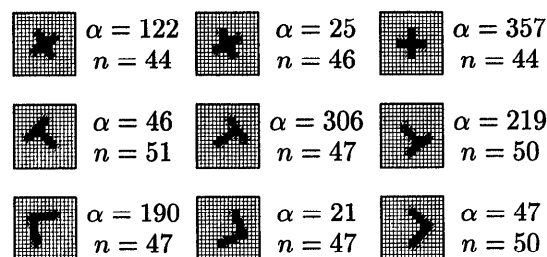 α = 122 α = 25 α = 357
n = 44 n = 46 n = 44
α = 46 α = 306 α = 219
n = 51 n = 47 n = 50
α = 190 α = 21 α = 47
n = 47 n = 47 n = 50